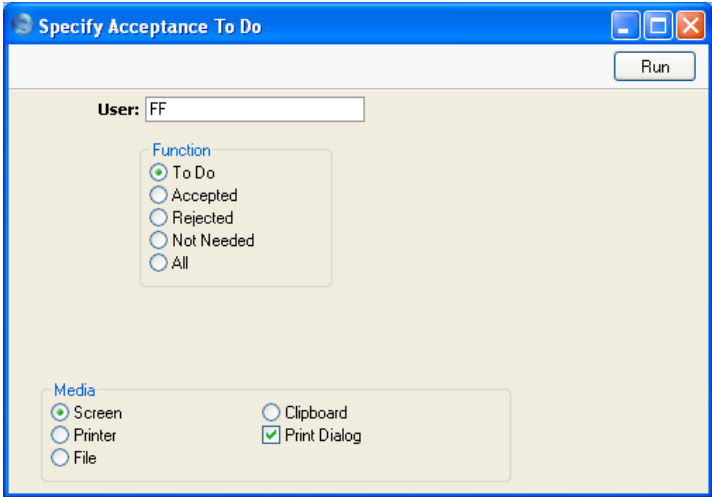 Specify Acceptance To Do
Run
User: FF
Function
To Do
Accepted
Rejected
Not Needed
All
Media
Screen
Clipboard
Printer
Print Dialog
File